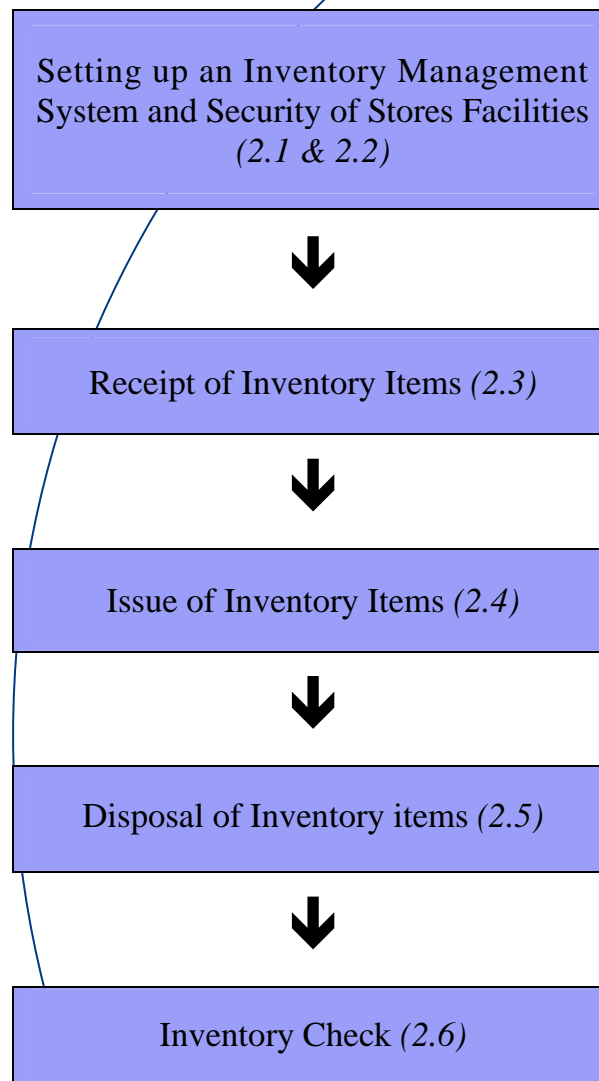 Setting up an Inventory Management
System and Security of Stores Facilities
(2.1 & 2.2)
Receipt of Inventory Items (2.3)
Issue of Inventory Items (2.4)
Disposal of Inventory items (2.5)
Inventory Check (2.6)